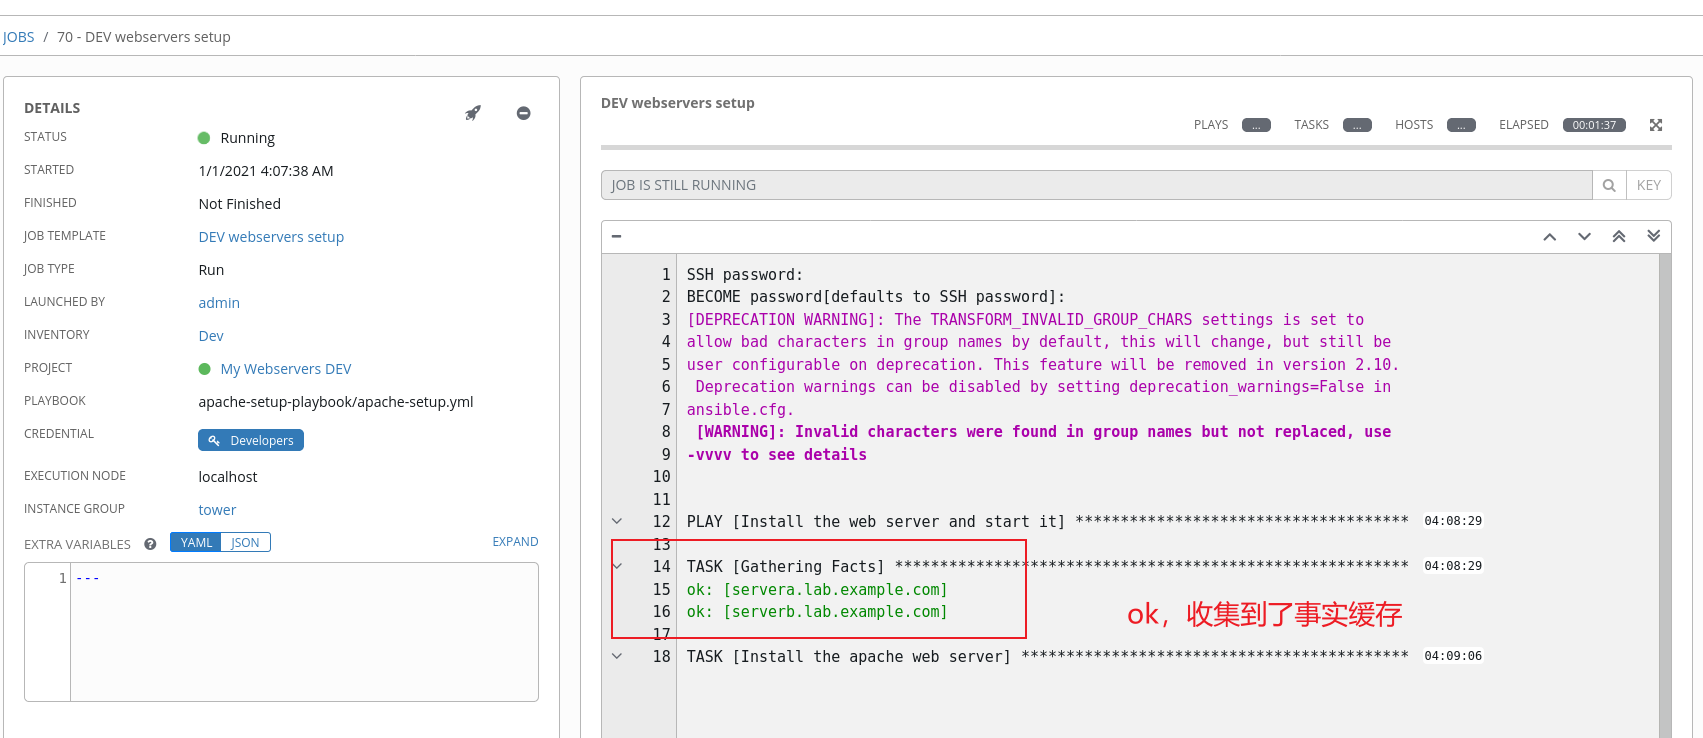 JOBS / 70 - DEV webservers setup
DETAILS
STATUS Running
STARTED 1/1/2021 4:07:38 AM
FINISHED Not Finished
JOB TEMPLATE DEV webservers setup
JOB TYPE Run
LAUNCHED BY admin
INVENTORY Dev
PROJECT My Webservers DEV
PLAYBOOK apache-setup-playbook/apache-setup.yml
CREDENTIAL Developers
EXECUTION NODE localhost
INSTANCE GROUP tower
EXTRA VARIABLES ? YAML JSON EXPAND
1 ---
DEV webservers setup
PLAYS ... TASKS ... HOSTS ... ELAPSED 00:01:37
JOB IS STILL RUNNING KEY
1 SSH password:
2 BECOME password[defaults to SSH password]:
3 [DEPRECATION WARNING]: The TRANSFORM_INVALID_GROUP_CHARS settings is set to
4 allow bad characters in group names by default, this will change, but still be
5 user configurable on deprecation. This feature will be removed in version 2.10.
6 Deprecation warnings can be disabled by setting deprecation_warnings=False in
7 ansible.cfg.
8 [WARNING]: Invalid characters were found in group names but not replaced, use
9 -vvvv to see details
10
11
12 PLAY [Install the web server and start it] ************************************* 04:08:29
13
14 TASK [Gathering Facts] ********************************************************* 04:08:29
15 ok: [servera.lab.example.com]
16 ok: [serverb.lab.example.com]
ok，收集到了事实缓存
17
18 TASK [Install the apache web server] ******************************************* 04:09:06